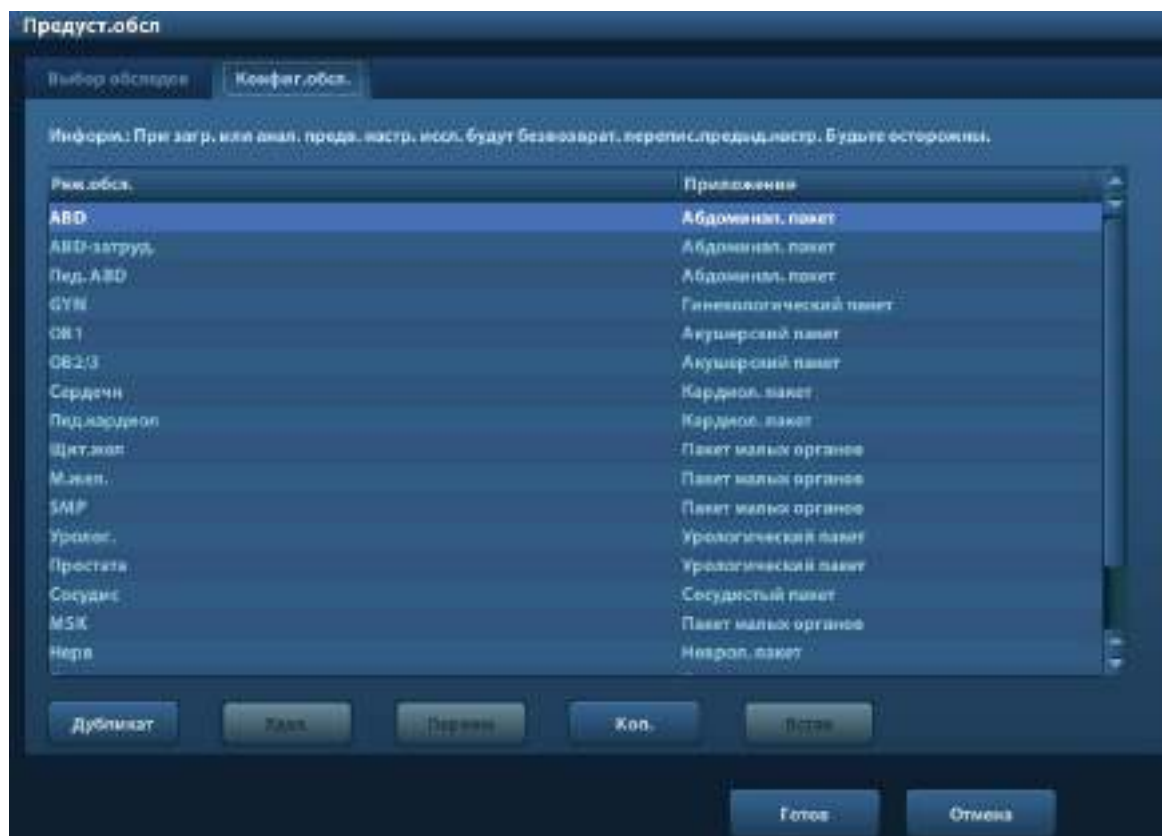 Предуст.обсл
Выбор обследов Конфиг.обсл.
Информ.: При загр. или анал. предв. настр. иссл. будут безвозврат. перепис.предыд.настр. Будьте осторожны.
Реж.обсл. Приложение
ABD Абдоминал. пакет
ABD-затруд. Абдоминал. пакет
Пед. ABD Абдоминал. пакет
GYN Гинекологический пакет
OB1 Акушерский пакет
OB2/3 Акушерский пакет
Сердечн Кардиол. пакет
Пед.кардиол Кардиол. пакет
Щит.жел Пакет малых органов
М.жел. Пакет малых органов
SMP Пакет малых органов
Уролог. Урологический пакет
Простата Урологический пакет
Сосудис Сосудистый пакет
MSK Пакет малых органов
Нерв Неврол. пакет
Дубликат Удал. Переим Коп. Встав
Готов Отмена